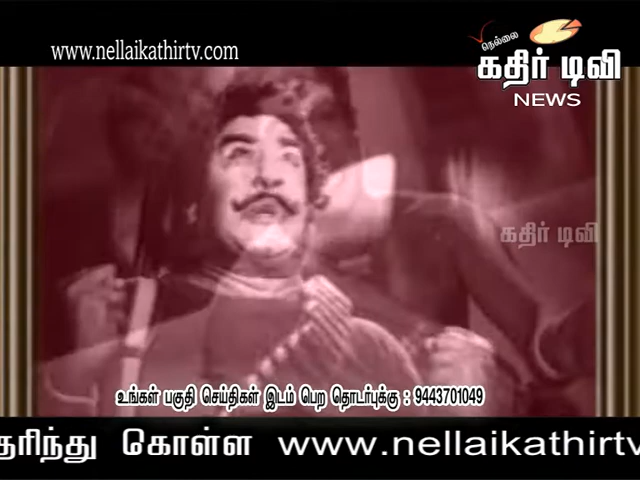 www.nellaikathirtv.com
நெல்லை
கதிர் டிவி
NEWS
கதிர் டிவி
உங்கள் பகுதி செய்திகள் இடம் பெற தொடர்புக்கு : 9443701049
தரிந்து கொள்ள www.nellaikathirtv